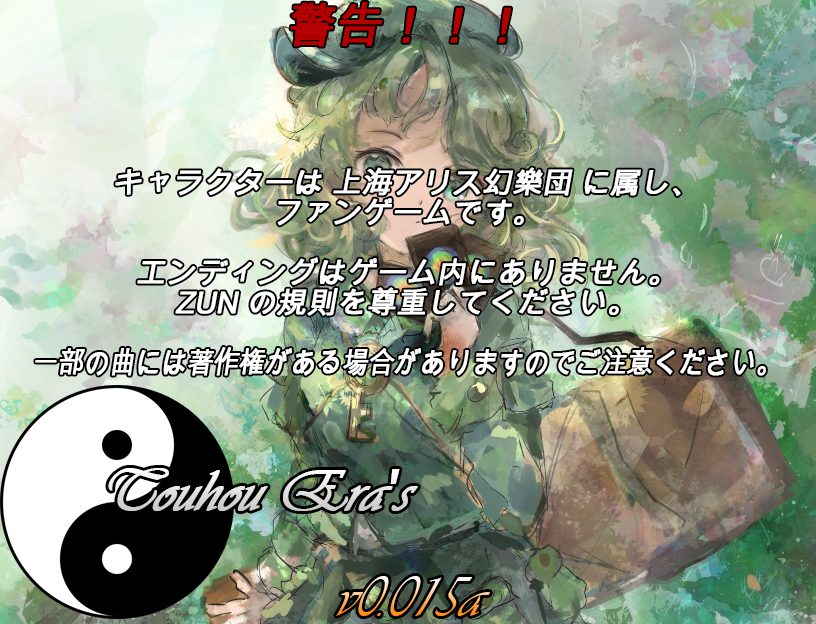 警告！！！
キャラクターは 上海アリス幻樂団 に属し、
ファンゲームです。
エンディングはゲーム内にありません。
ZUN の規則を尊重してください。
一部の曲には著作権がある場合がありますのでご注意ください。
E
Touhou Era's
v0.015a